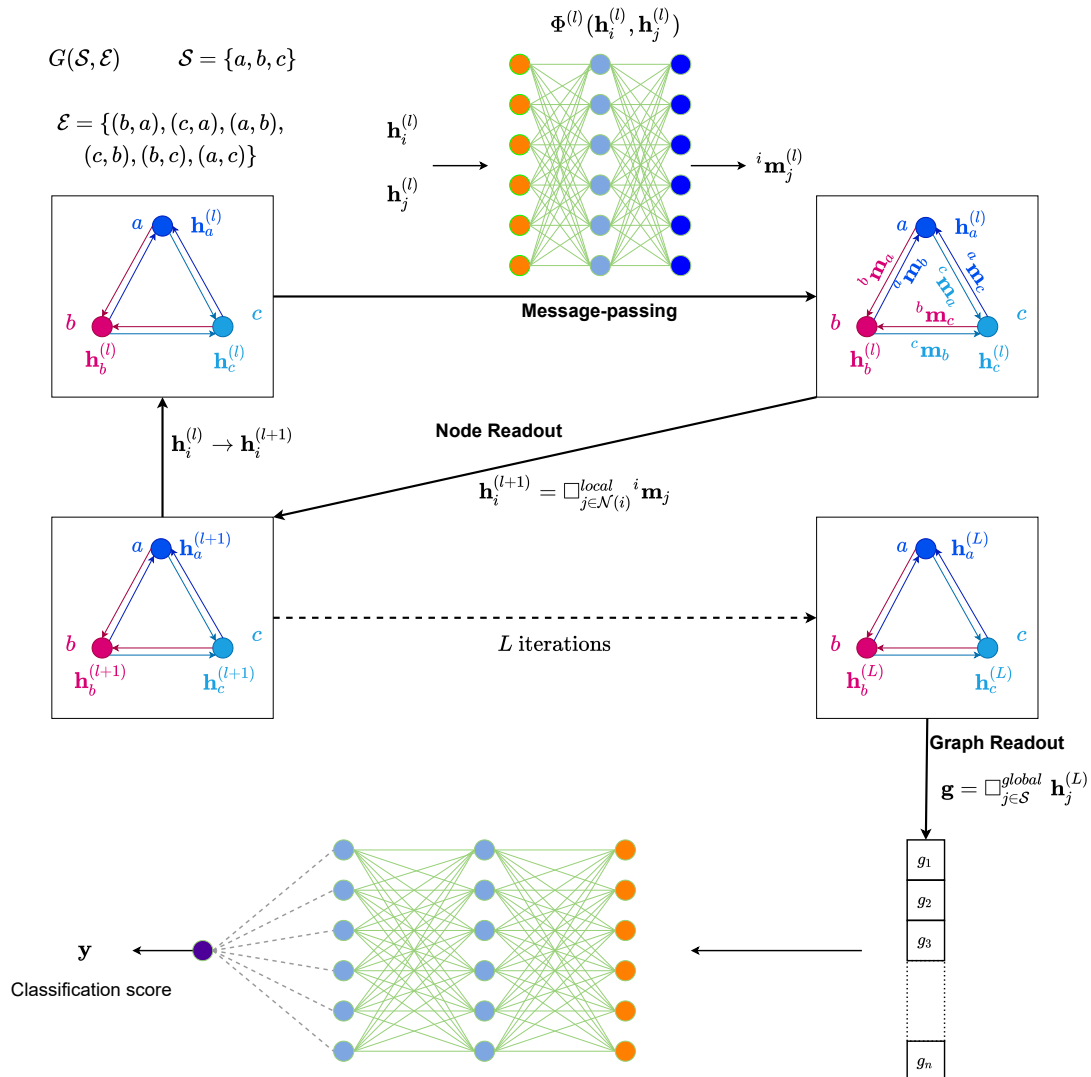 Φ^{(l)}(h_i^{(l)}, h_j^{(l)})
G(𝒮, ℰ) 𝒮 = {a, b, c}
ℰ = {(b, a), (c, a), (a, b),
(c, b), (b, c), (a, c)}
h_i^{(l)}
h_j^{(l)}
^i m_j^{(l)}
a h_a^{(l)}
b
c
h_b^{(l)}
h_c^{(l)}
Message-passing
a h_a^{(l)}
^b m_a
^a m_b
^c m_a
^a m_c
^b m_c
^c m_b
b
c
h_b^{(l)}
h_c^{(l)}
h_i^{(l)} → h_i^{(l+1)}
Node Readout
h_i^{(l+1)} = □_{j∈𝒩(i)}^{local} ^i m_j
a h_a^{(l+1)}
b
c
h_b^{(l+1)}
h_c^{(l+1)}
L iterations
a h_a^{(L)}
b
c
h_b^{(L)}
h_c^{(L)}
Graph Readout
g = □_{j∈𝒮}^{global} h_j^{(L)}
g_1
g_2
g_3
g_n
y
Classification score